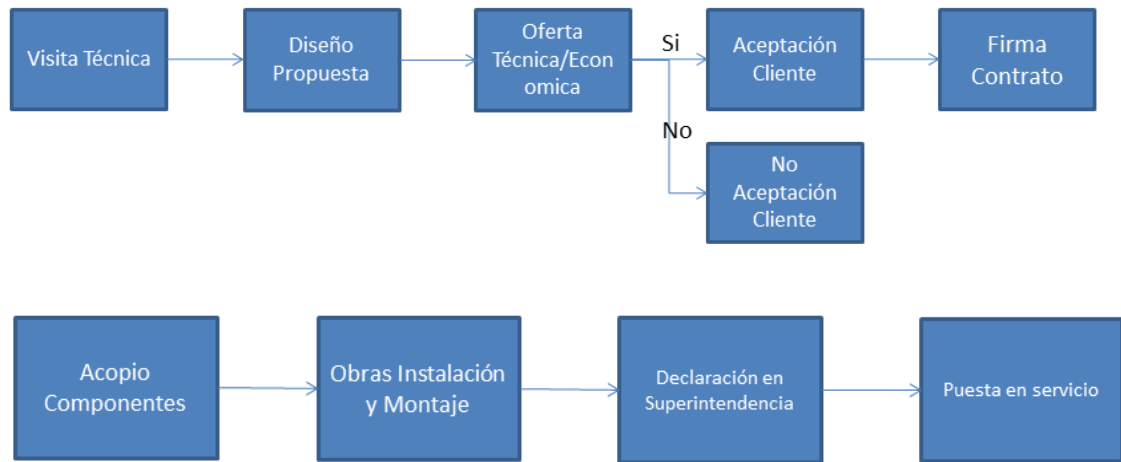 Visita Técnica
Diseño
Propuesta
Oferta
Técnica/Econ
omica
Si
Aceptación
Cliente
Firma
Contrato
No
No
Aceptación
Cliente
Acopio
Componentes
Obras Instalación
y Montaje
Declaración en
Superintendencia
Puesta en servicio